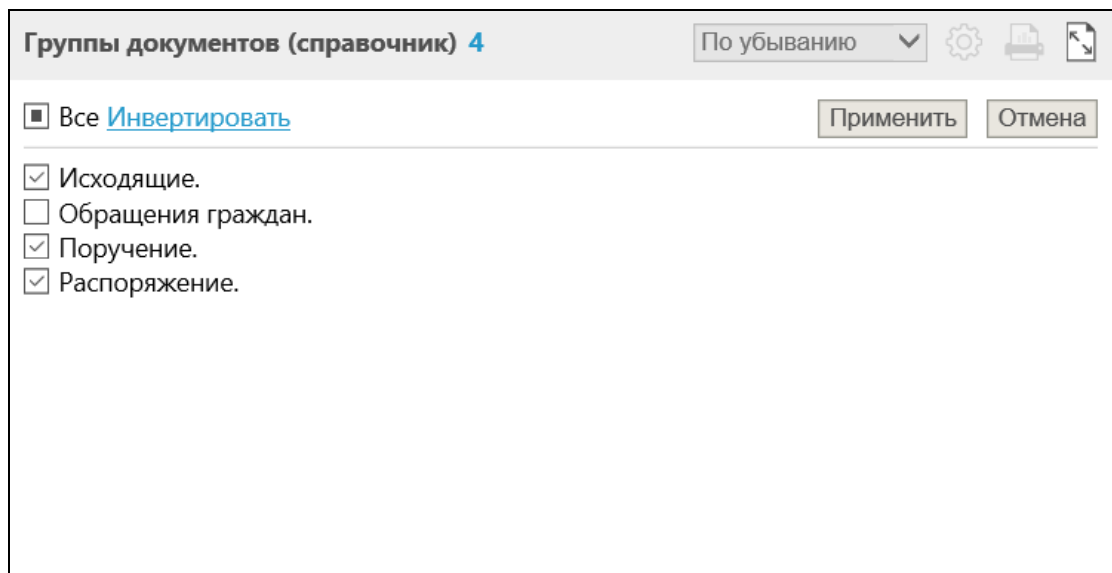 Группы документов (справочник) 4 По убыванию
Все Инвертировать Применить Отмена
Исходящие.
Обращения граждан.
Поручение.
Распоряжение.